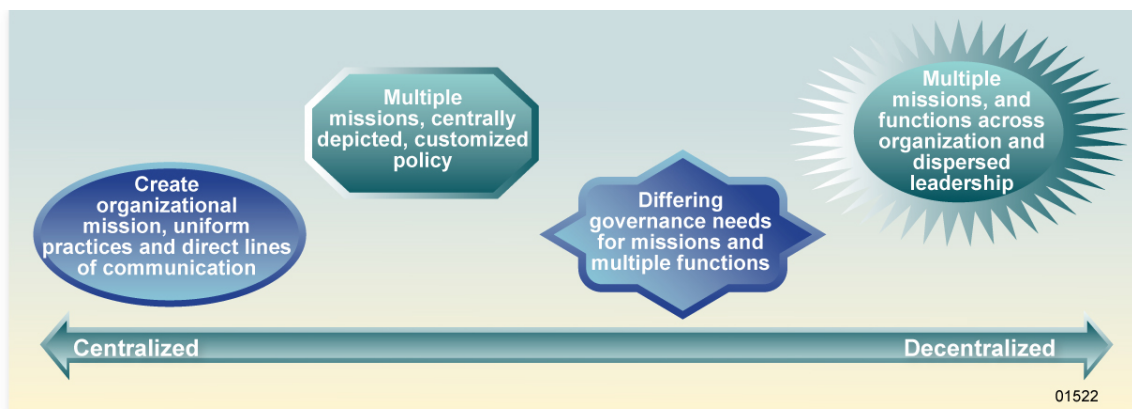 Create
organizational
mission, uniform
practices and direct lines
of communication
Multiple
missions, centrally
depicted, customized
policy
Differing
governance needs
for missions and
multiple functions
Multiple
missions, and
functions across
organization and
dispersed
leadership
Centralized
Decentralized
01522